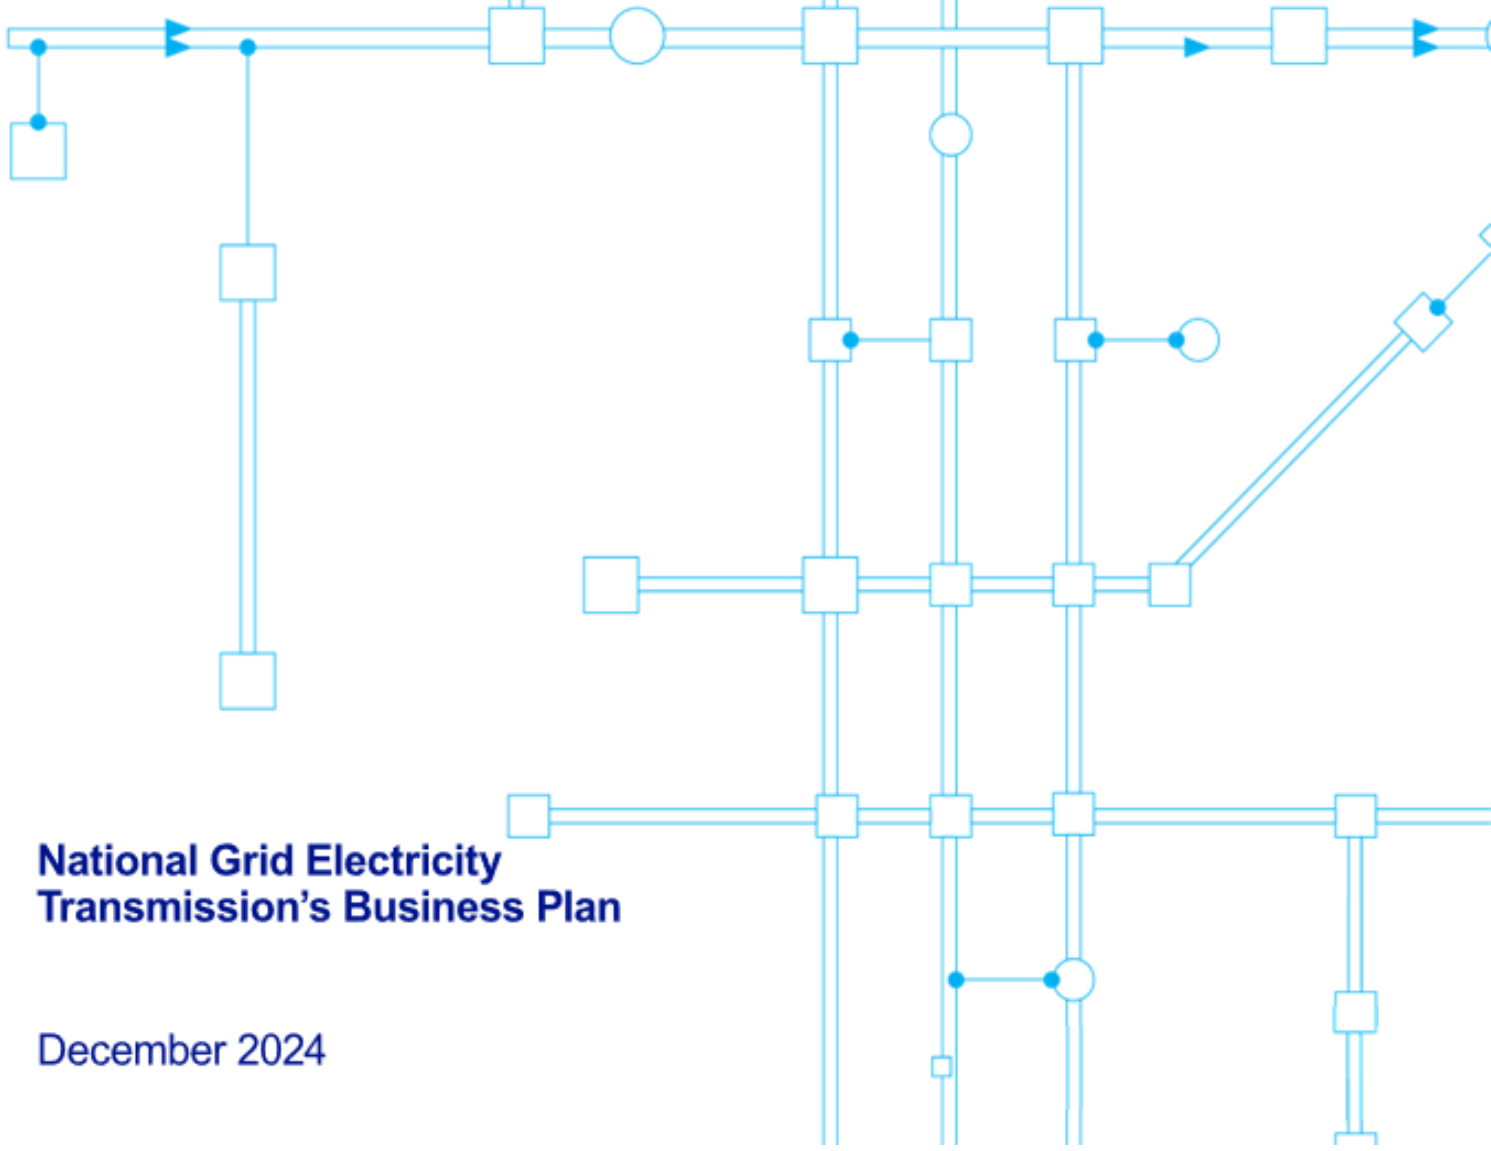 National Grid Electricity
Transmission’s Business Plan
December 2024